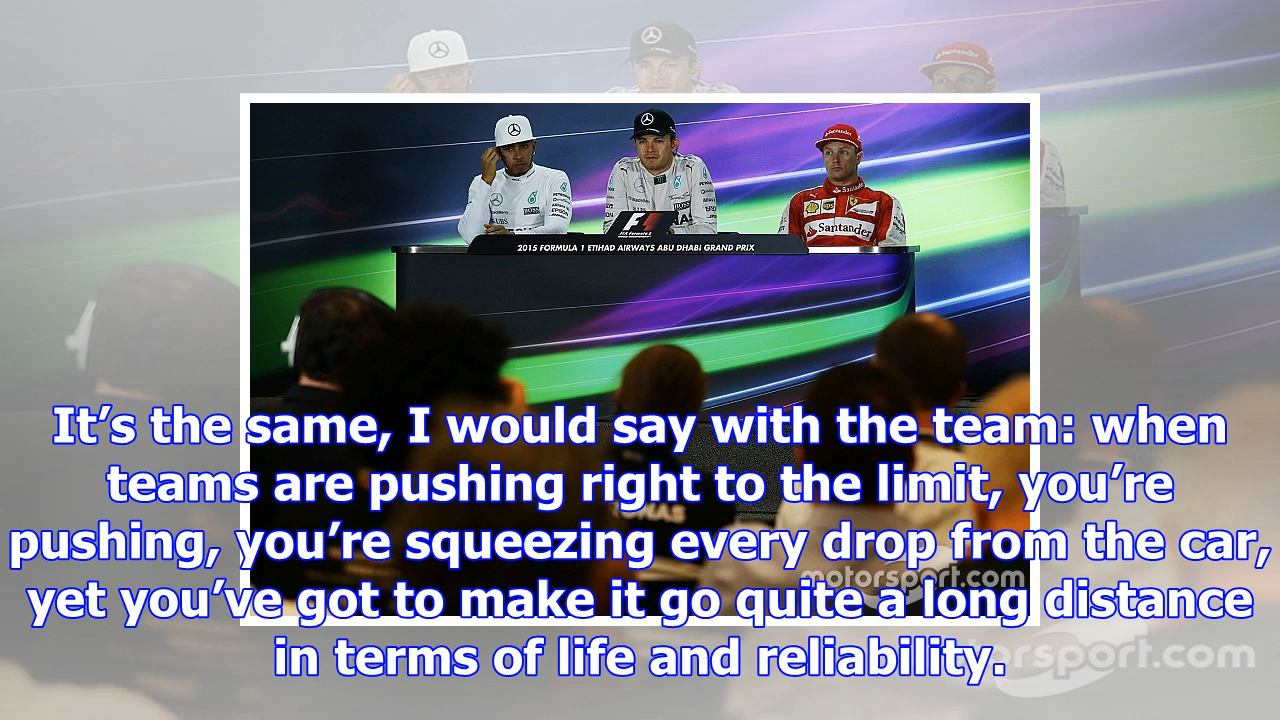 2015 FORMULA 1 ETIHAD AIRWAYS ABU DHABI GRAND PRIX
F1
Santander
Santander
It’s the same, I would say with the team: when
teams are pushing right to the limit, you’re
pushing, you’re squeezing every drop from the car,
yet you’ve got to make it go quite a long distance
in terms of life and reliability.
motorsport.com